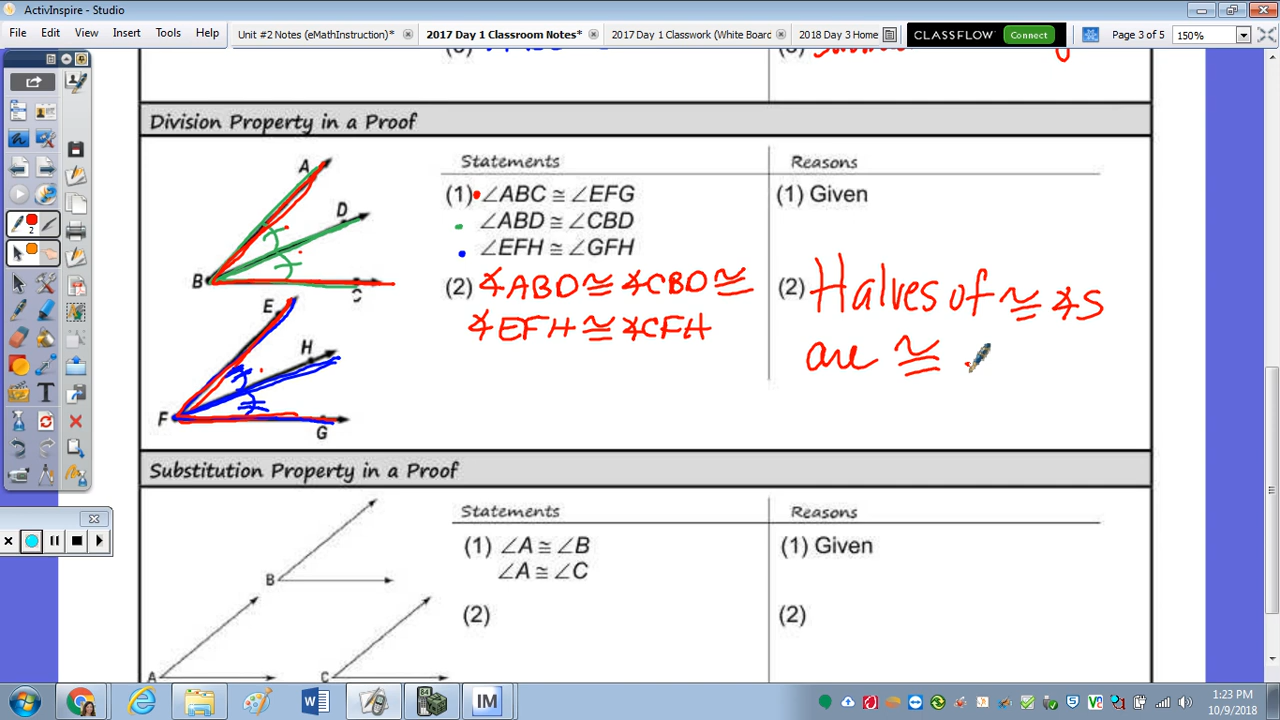 ActivInspire - Studio
File Edit View Insert Tools Help
Unit #2 Notes (eMathInstruction)*
2017 Day 1 Classroom Notes*
2017 Day 1 Classwork (White Board
2018 Day 3 Home
CLASSFLOW Connect
Page 3 of 5
150%
Division Property in a Proof
A
D
B
C
E
H
F
G
Statements
(1) ∠ABC ≅ ∠EFG
∠ABD ≅ ∠CBD
∠EFH ≅ ∠GFH
(2) ∡ABD ≅ ∡CBD ≅
∡EFH ≅ ∡CFH
Reasons
(1) Given
(2) Halves of ≅ ∡s
are ≅
Substitution Property in a Proof
B
A
C
Statements
(1) ∠A ≅ ∠B
∠A ≅ ∠C
(2)
Reasons
(1) Given
(2)
IM
1:23 PM
10/9/2018